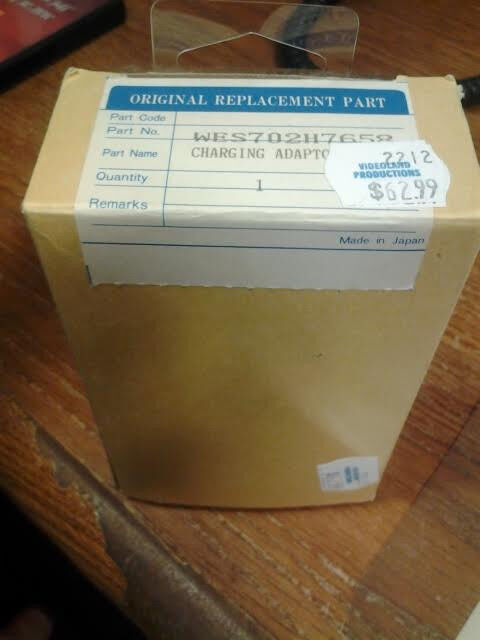 ORIGINAL REPLACEMENT PART
Part Code
Part No. WES702H7658
Part Name CHARGING ADAPTO
2212
VIDEOLAND
PRODUCTIONS
$62.99
Quantity 1
Remarks
Made in Japan